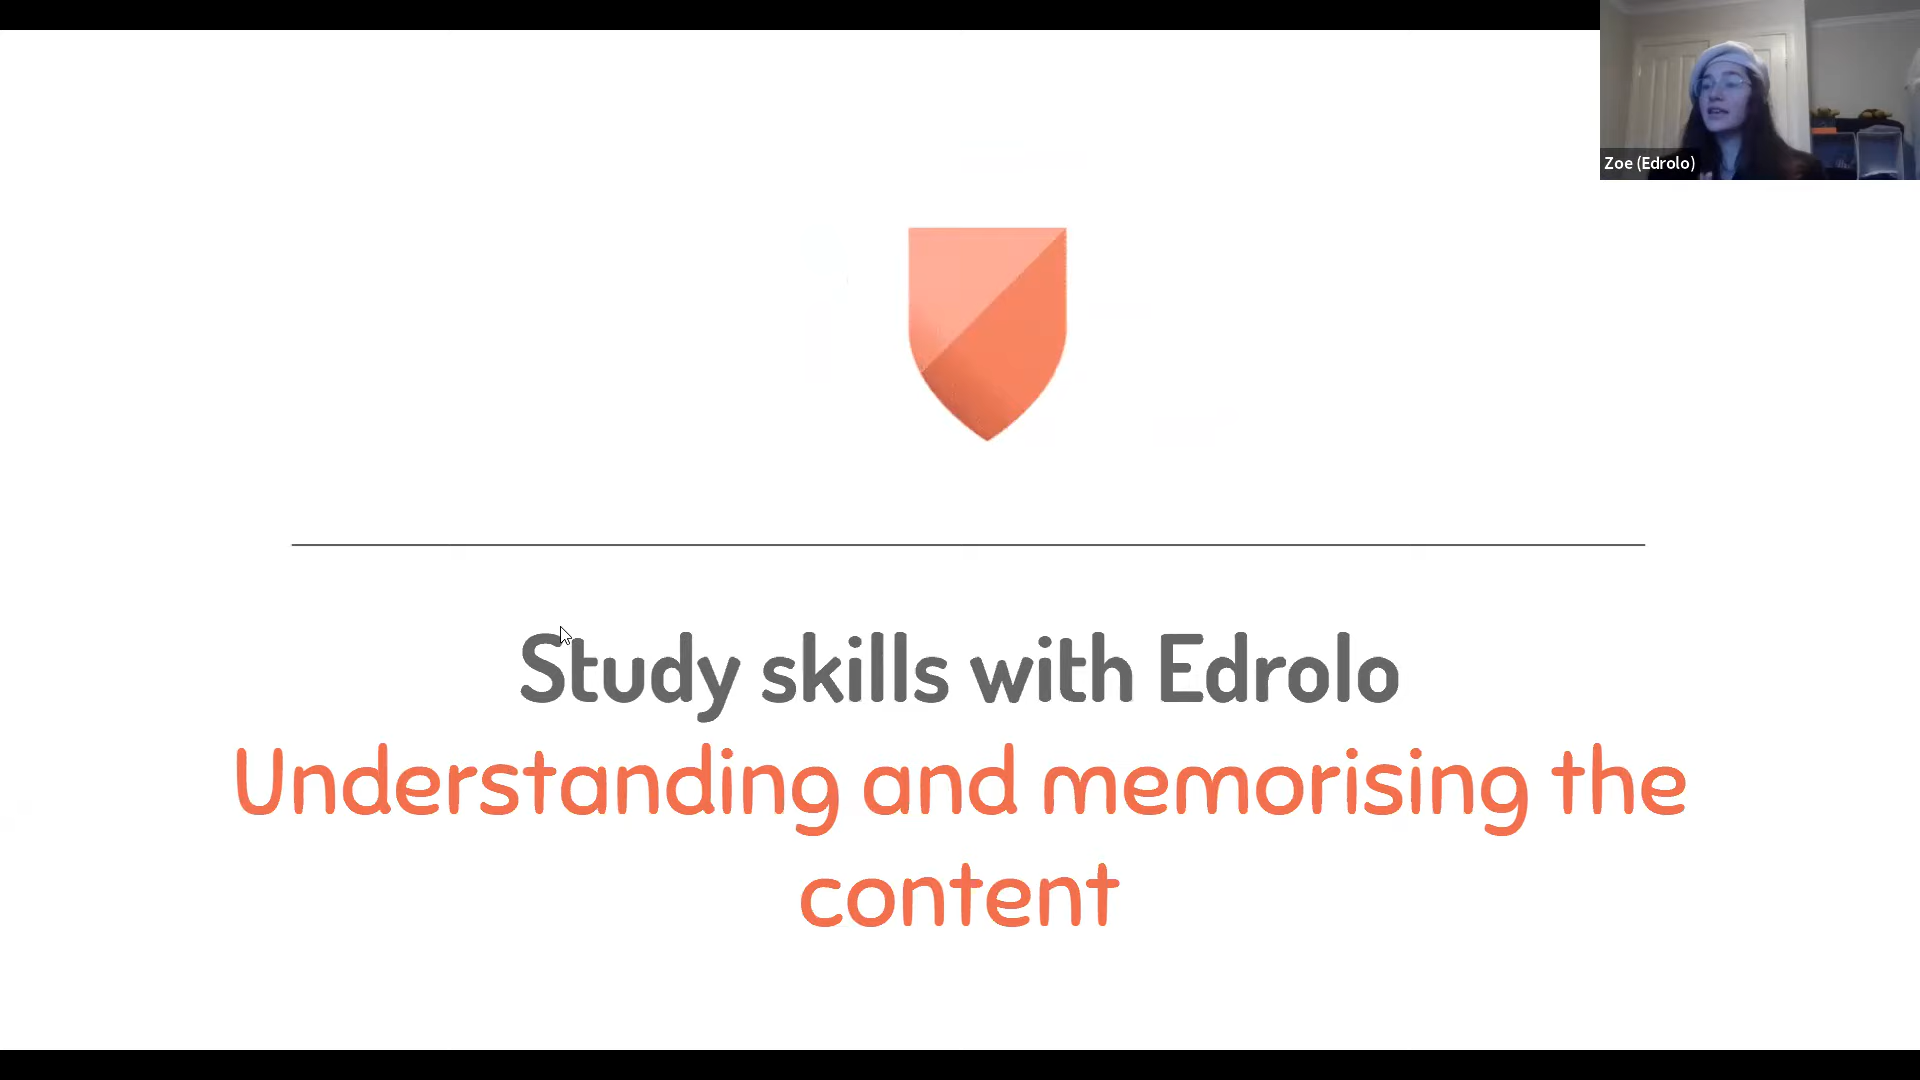 Zoe (Edrolo)
Study skills with Edrolo
Understanding and memorising the
content